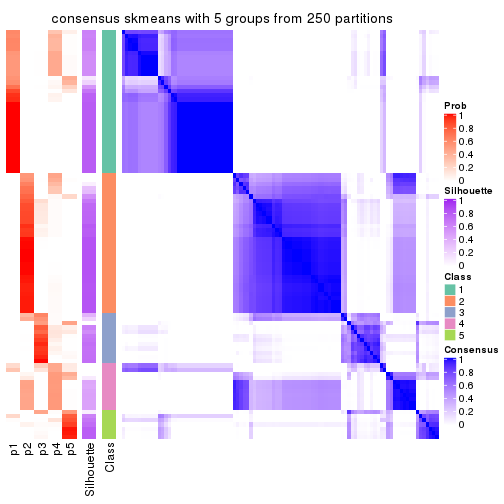 consensus skmeans with 5 groups from 250 partitions
Prob
1
0.8
0.6
0.4
0.2
0
Silhouette
1
0.8
0.6
0.4
0.2
0
Class
1
2
3
4
5
Consensus
1
0.8
0.6
0.4
0.2
0
p1
p2
p3
p4
p5
Silhouette
Class